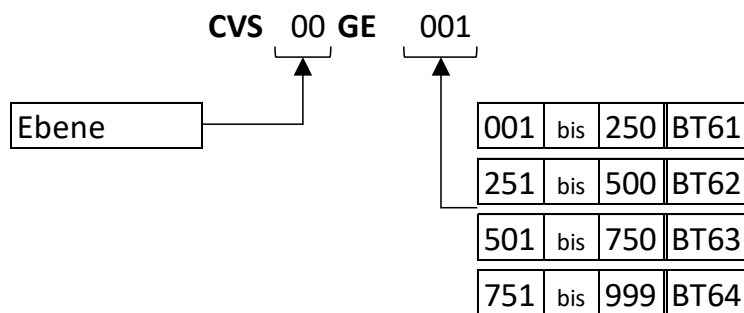 CVS 00 GE 001
Ebene
001 bis 250 BT61
251 bis 500 BT62
501 bis 750 BT63
751 bis 999 BT64